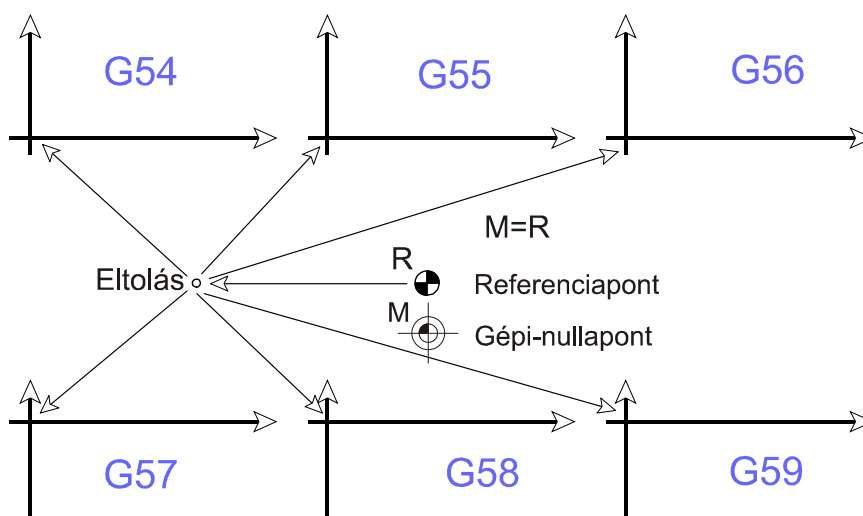 G54
G55
G56
M=R
R
Eltolás
Referenciapont
M
Gépi-nullapont
G57
G58
G59